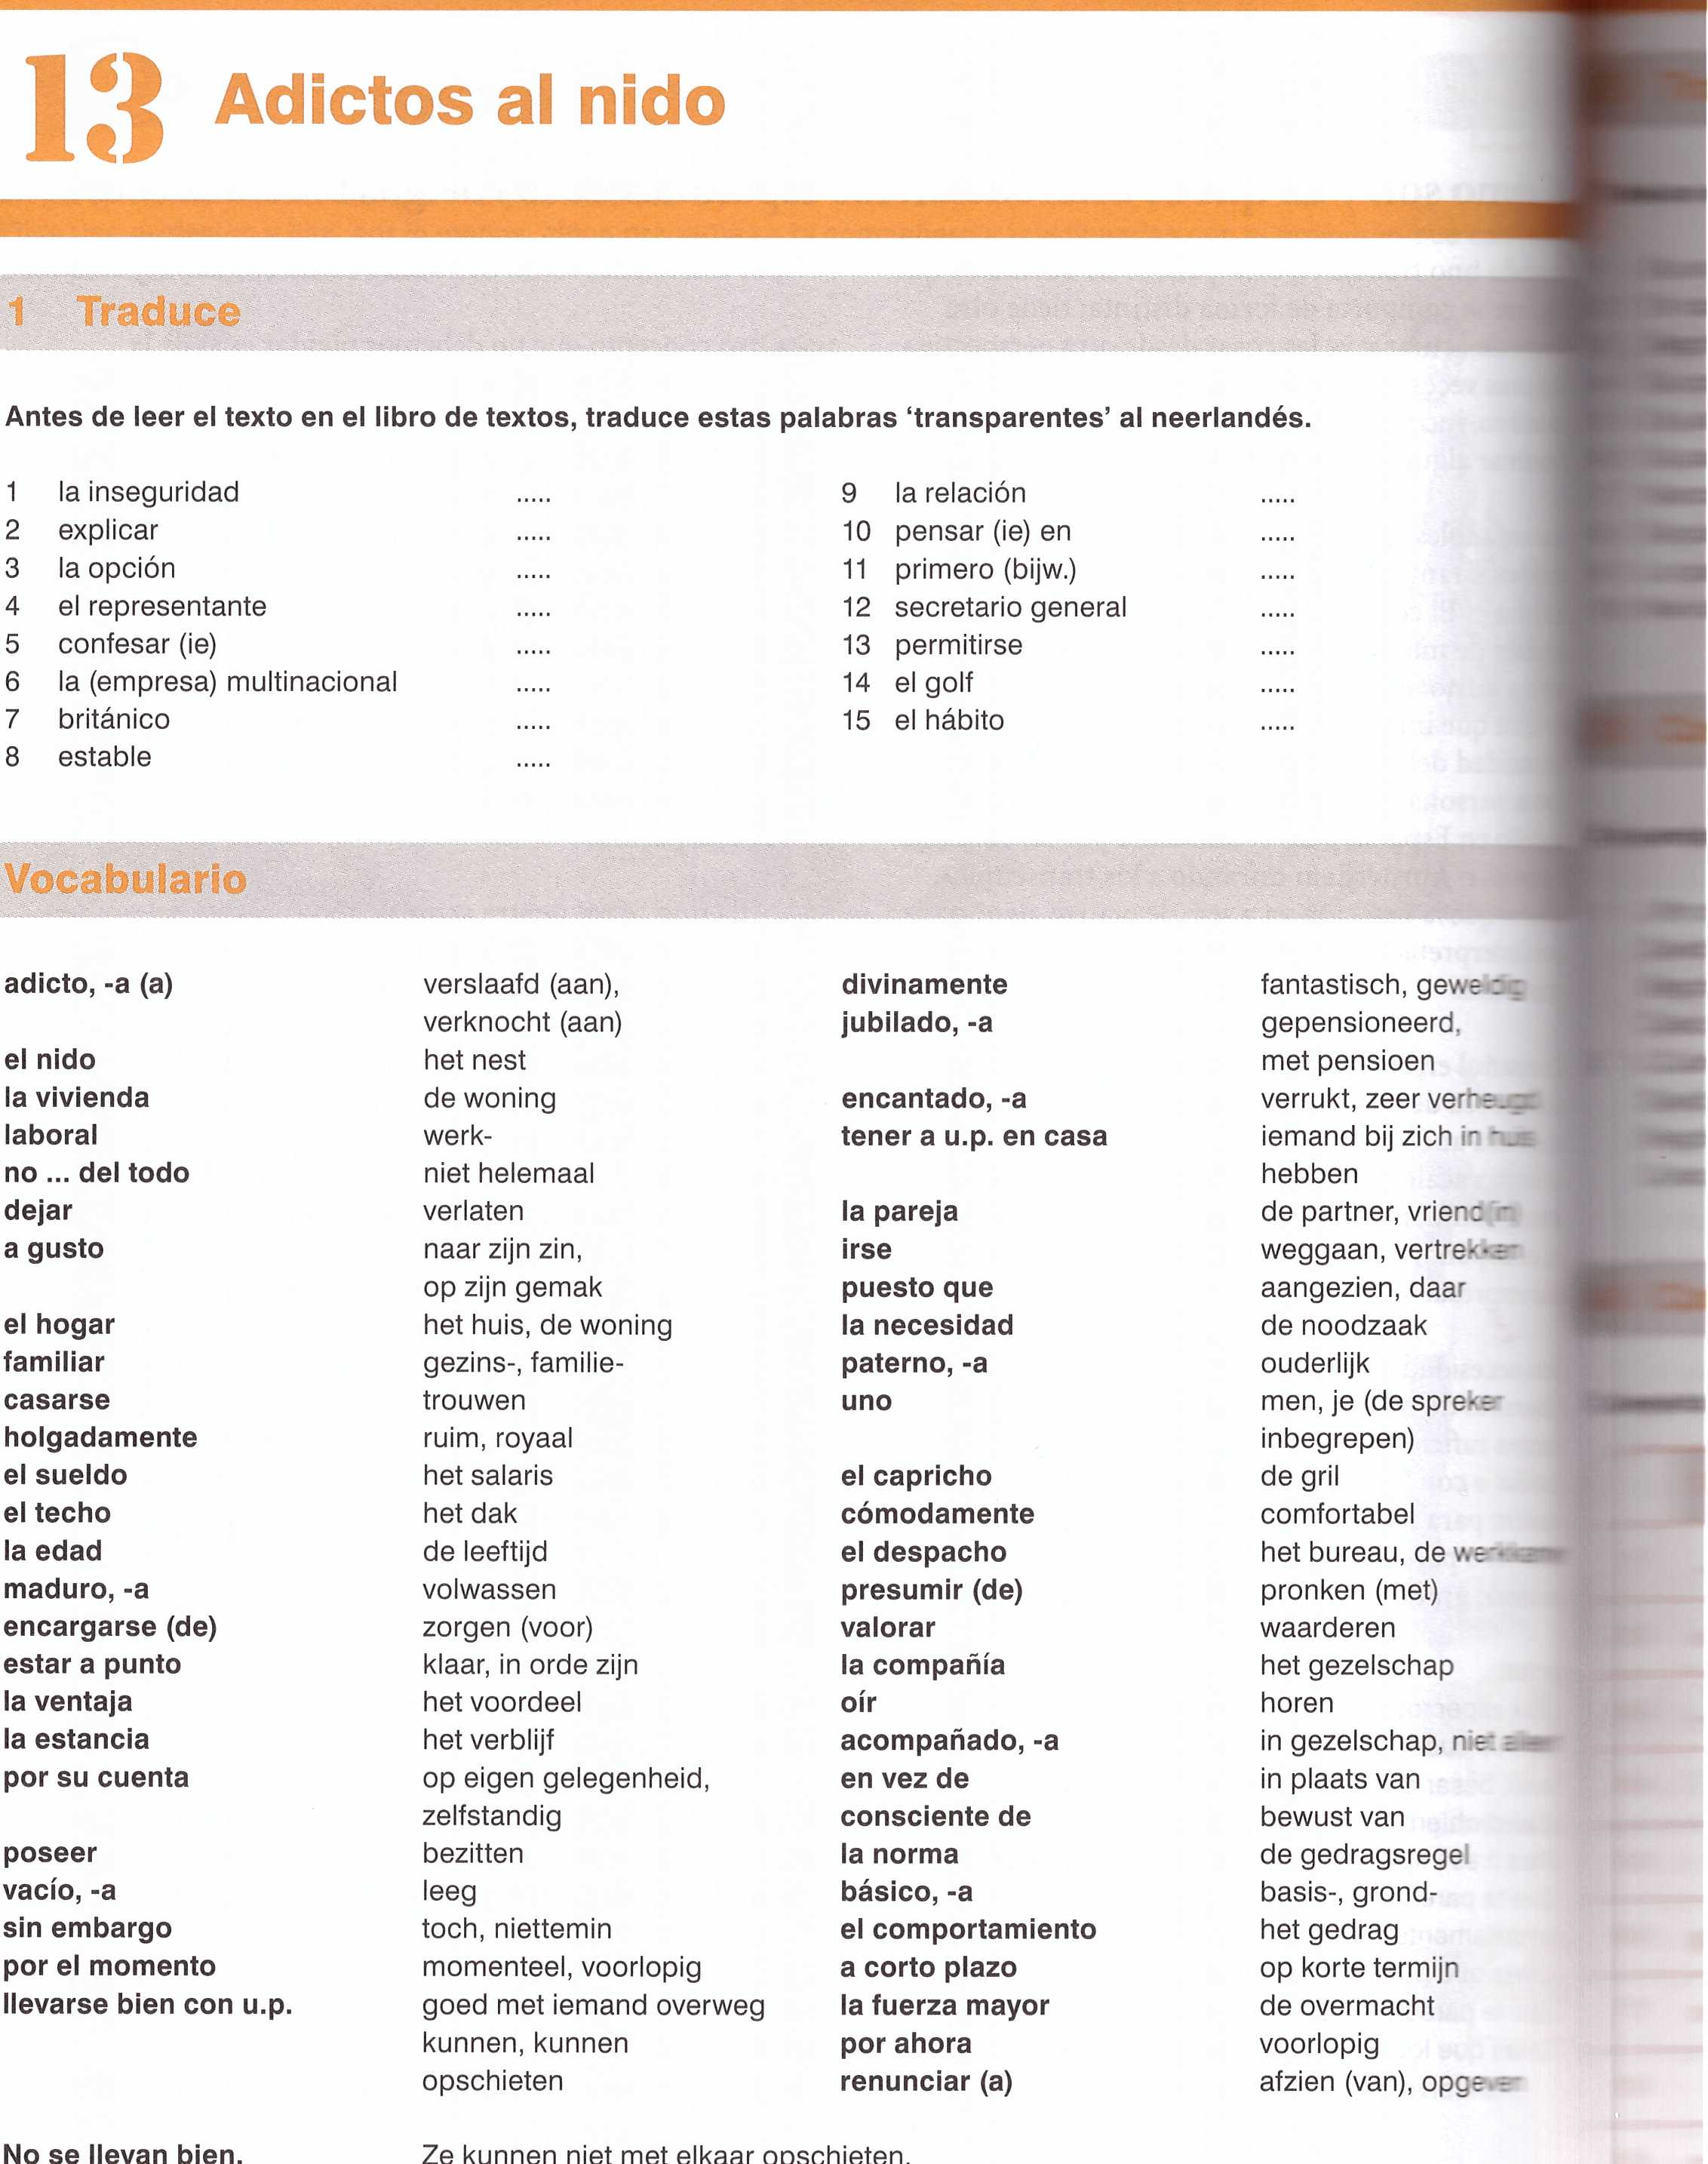 13 Adictos al nido
1 Traduce
Antes de leer el texto en el libro de textos, traduce estas palabras ‘transparentes’ al neerlandés.
1 la inseguridad .....
2 explicar .....
3 la opción .....
4 el representante .....
5 confesar (ie) .....
6 la (empresa) multinacional .....
7 británico .....
8 estable .....
9 la relación .....
10 pensar (ie) en .....
11 primero (bijw.) .....
12 secretario general .....
13 permitirse .....
14 el golf .....
15 el hábito .....
Vocabulario
adicto, -a (a) verslaafd (aan),
verknocht (aan)
el nido het nest
la vivienda de woning
laboral werk-
no ... del todo niet helemaal
dejar verlaten
a gusto naar zijn zin,
op zijn gemak
el hogar het huis, de woning
familiar gezins-, familie-
casarse trouwen
holgadamente ruim, royaal
el sueldo het salaris
el techo het dak
la edad de leeftijd
maduro, -a volwassen
encargarse (de) zorgen (voor)
estar a punto klaar, in orde zijn
la ventaja het voordeel
la estancia het verblijf
por su cuenta op eigen gelegenheid,
zelfstandig
poseer bezitten
vacío, -a leeg
sin embargo toch, niettemin
por el momento momenteel, voorlopig
llevarse bien con u.p. goed met iemand overweg
kunnen, kunnen
opschieten
No se llevan bien. Ze kunnen niet met elkaar opschieten.
divinamente fantastisch, geweldig
jubilado, -a gepensioneerd,
met pensioen
encantado, -a verrukt, zeer verheugd
tener a u.p. en casa iemand bij zich in huis
hebben
la pareja de partner, vriend(in)
irse weggaan, vertrekken
puesto que aangezien, daar
la necesidad de noodzaak
paterno, -a ouderlijk
uno men, je (de spreker
inbegrepen)
el capricho de gril
cómodamente comfortabel
el despacho het bureau, de werkkamer
presumir (de) pronken (met)
valorar waarderen
la compañía het gezelschap
oír horen
acompañado, -a in gezelschap, niet alleen
en vez de in plaats van
consciente de bewust van
la norma de gedragsregel
básico, -a basis-, grond-
el comportamiento het gedrag
a corto plazo op korte termijn
la fuerza mayor de overmacht
por ahora voorlopig
renunciar (a) afzien (van), opgeven